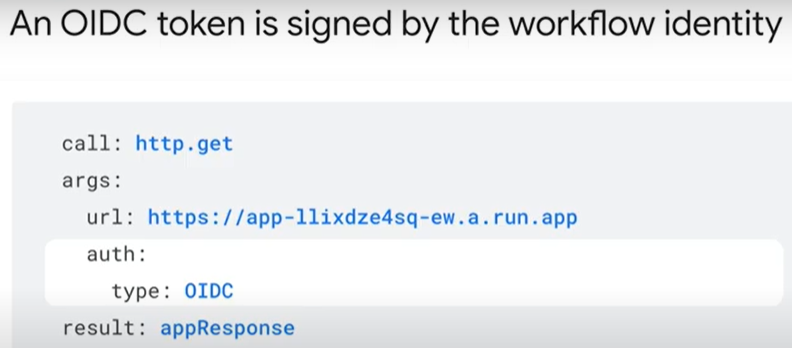 An OIDC token is signed by the workflow identity
call: http.get
args:
url: https://app-llixdze4sq-ew.a.run.app
auth:
type: OIDC
result: appResponse